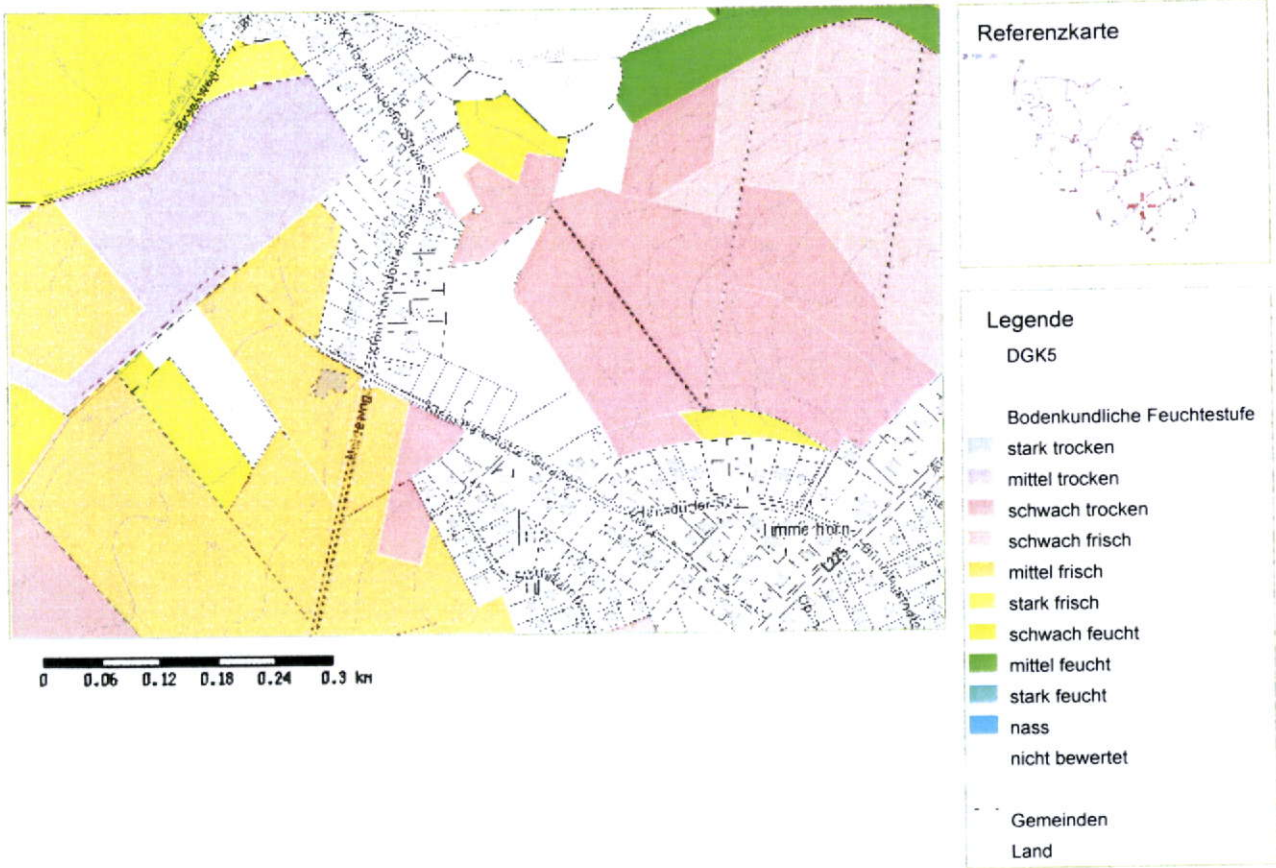 Referenzkarte
Legende
DGK5
Bodenkundliche Feuchtestufe
stark trocken
mittel trocken
schwach trocken
schwach frisch
mittel frisch
stark frisch
schwach feucht
mittel feucht
stark feucht
nass
nicht bewertet
Gemeinden
Land
L225
0 0.06 0.12 0.18 0.24 0.3 km